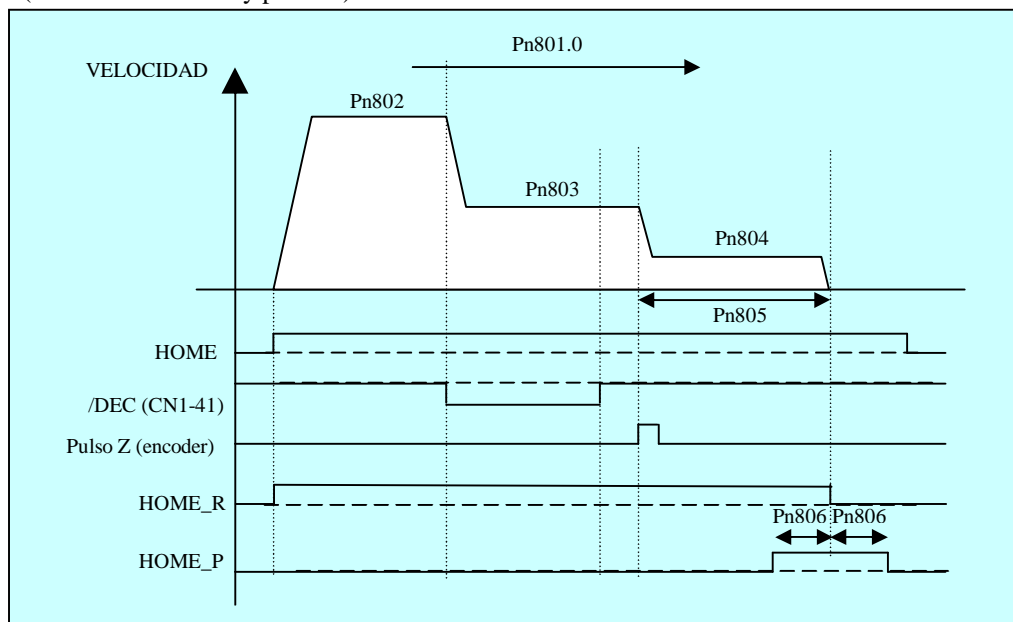 Pn801.0
VELOCIDAD
Pn802
Pn803
Pn804
Pn805
HOME
/DEC (CN1-41)
Pulso Z (encoder)
HOME_R
Pn806 Pn806
HOME_P